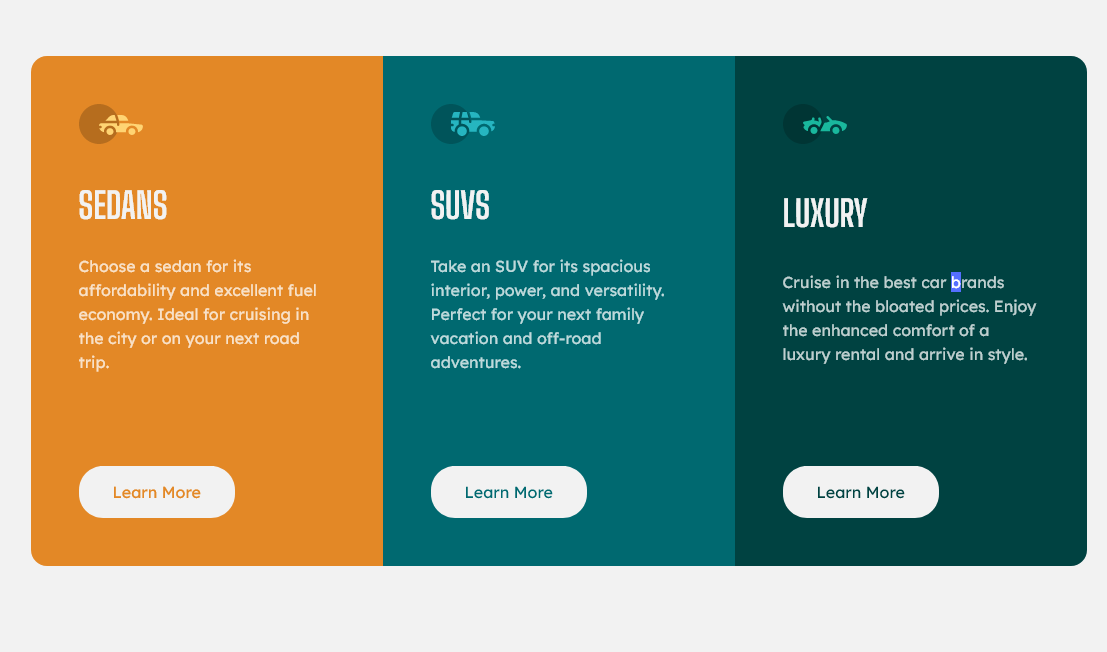 SEDANS
Choose a sedan for its
affordability and excellent fuel
economy. Ideal for cruising in
the city or on your next road
trip.
Learn More
SUVS
Take an SUV for its spacious
interior, power, and versatility.
Perfect for your next family
vacation and off-road
adventures.
Learn More
LUXURY
Cruise in the best car brands
without the bloated prices. Enjoy
the enhanced comfort of a
luxury rental and arrive in style.
Learn More